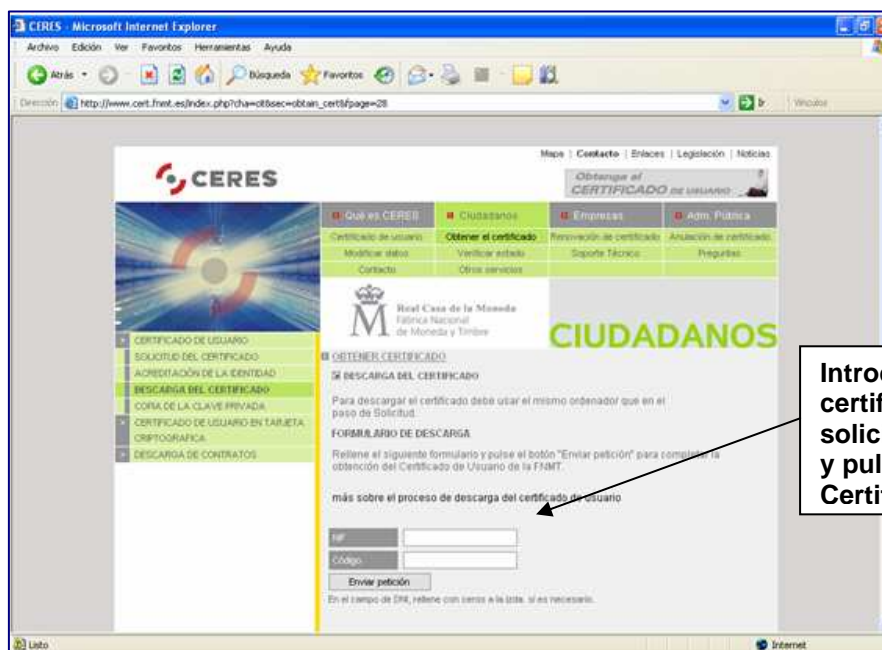 CERES - Microsoft Internet Explorer
Archivo Edición Ver Favoritos Herramientas Ayuda
Atrás Búsqueda Favoritos
Dirección http://www.cert.fnmt.es/index.php?cha=cit&sec=obtain_cert&fpage=28 Ir Vínculos
Mapa | Contacto | Enlaces | Legislación | Noticias
CERES
Obtenga el
CERTIFICADO DE USUARIO
Qué es CERES Ciudadanos Empresas Adm. Pública
Certificado de usuario Obtener el certificado Renovación de certificado Anulación de certificado
Modificar datos Verificar estado Soporte Técnico Preguntas
Contacto Otros servicios
M
Real Casa de la Moneda
Fábrica Nacional
de Moneda y Timbre
CIUDADANOS
CERTIFICADO DE USUARIO
SOLICITUD DEL CERTIFICADO
ACREDITACIÓN DE LA IDENTIDAD
DESCARGA DEL CERTIFICADO
COPIA DE LA CLAVE PRIVADA
CERTIFICADO DE USUARIO EN TARJETA
CRIPTOGRAFICA
DESCARGA DE CONTRATOS
OBTENER CERTIFICADO
DESCARGA DEL CERTIFICADO
Para descargar el certificado debe usar el mismo ordenador que en el
paso de Solicitud.
FORMULARIO DE DESCARGA
Rellene el siguiente formulario y pulse el botón "Enviar petición" para completar la
obtención del Certificado de Usuario de la FNMT.
más sobre el proceso de descarga del certificado de usuario
NIF
Código
Enviar petición
En el campo de DNI, rellene con ceros a la izda. si es necesario.
Introd
certif
solic
y pul
Certi
Listo Internet